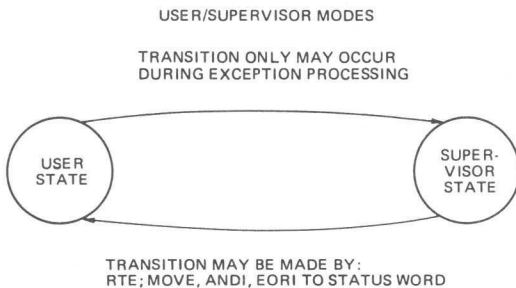 USER/SUPERVISOR MODES
TRANSITION ONLY MAY OCCUR
DURING EXCEPTION PROCESSING
USER
STATE
SUPER-
VISOR
STATE
TRANSITION MAY BE MADE BY:
RTE; MOVE, ANDI, EORI TO STATUS WORD